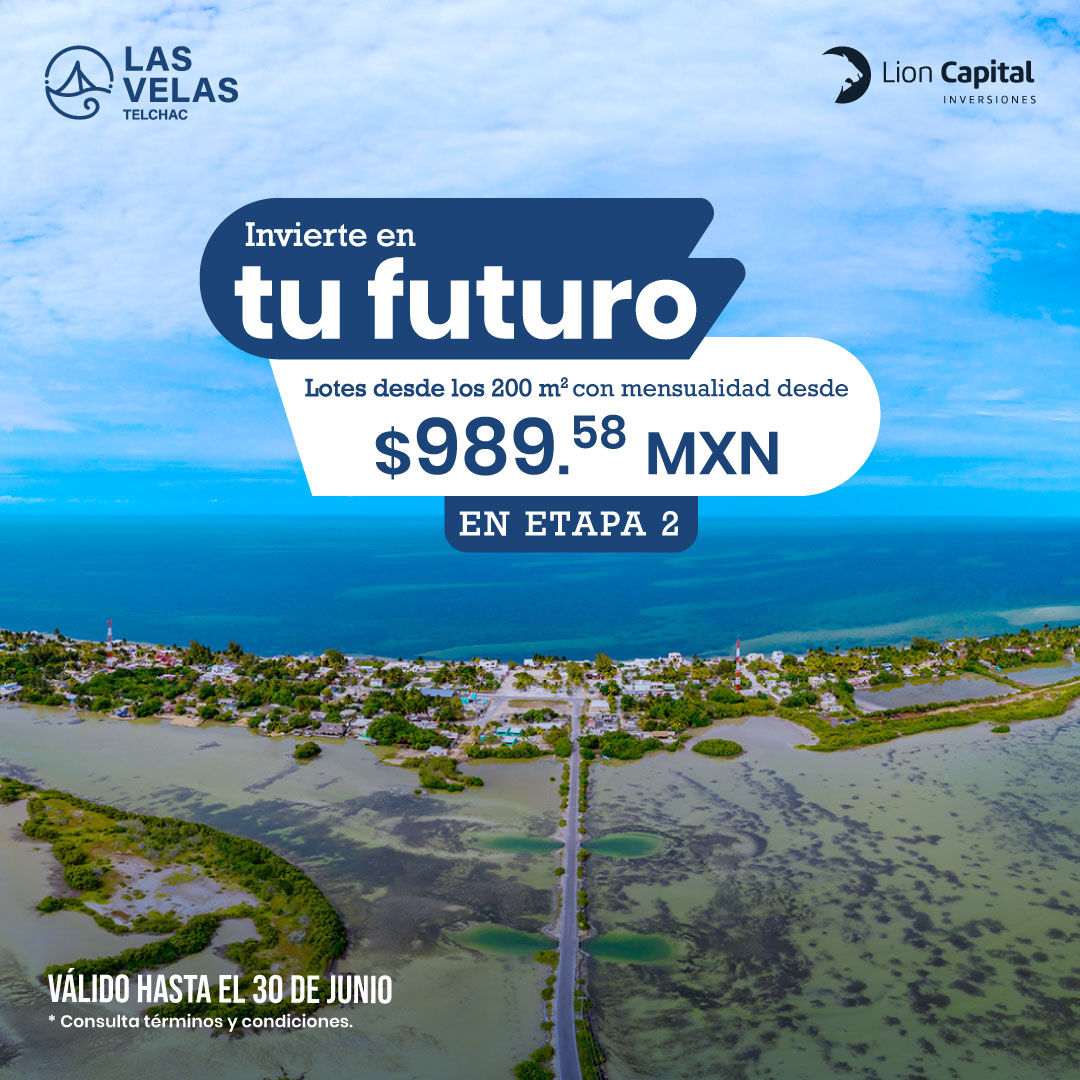 LAS
VELAS
TELCHAC
Lion Capital
INVERSIONES
Invierte en
tu futuro
Lotes desde los 200 m² con mensualidad desde
$989.⁵⁸ MXN
EN ETAPA 2
VÁLIDO HASTA EL 30 DE JUNIO
* Consulta términos y condiciones.